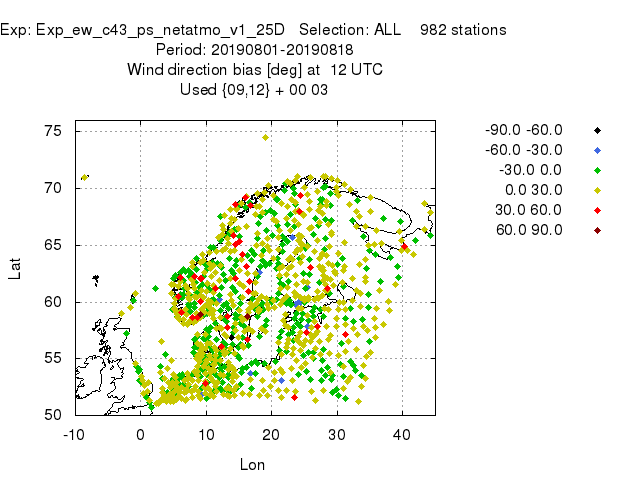 Exp: Exp_ew_c43_ps_netatmo_v1_25D Selection: ALL 982 stations
Period: 20190801-20190818
Wind direction bias [deg] at 12 UTC
Used {09,12} + 00 03
-90.0 -60.0
-60.0 -30.0
-30.0 0.0
0.0 30.0
30.0 60.0
60.0 90.0
75
70
65
60
55
50
Lat
-10 0 10 20 30 40
Lon